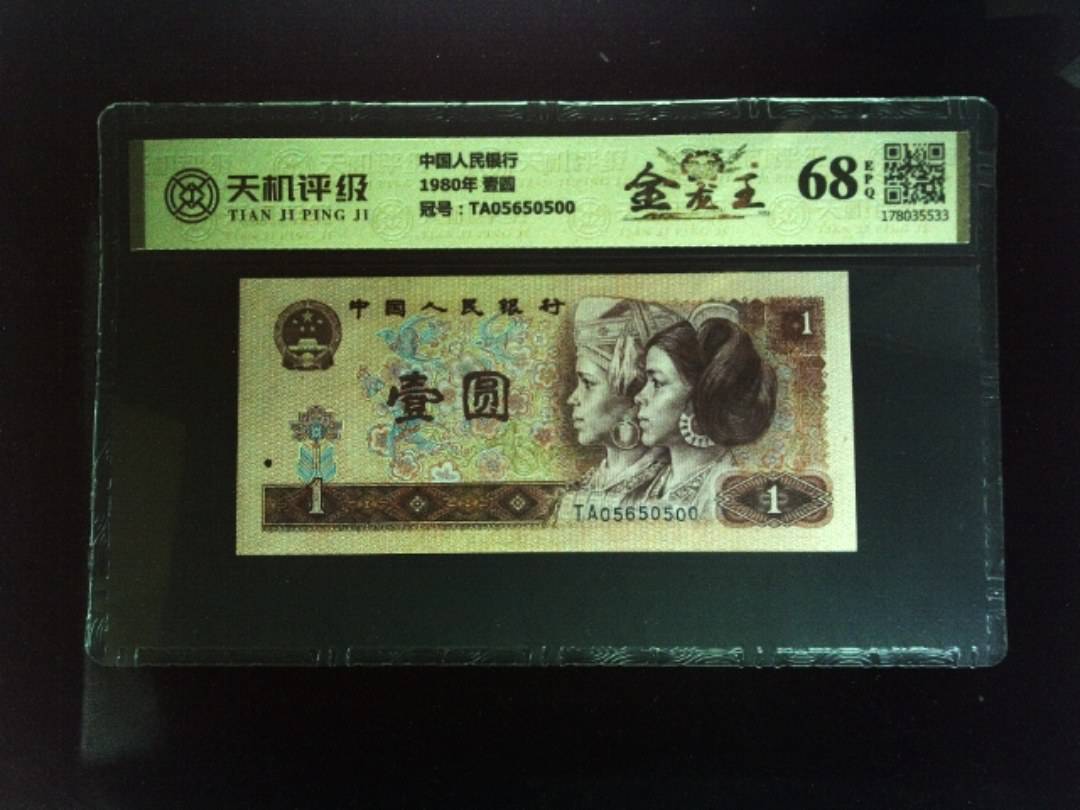 天机评级
TIAN JI PING JI
中国人民银行
1980年 壹圆
冠号：TA05650500
金龙王
68
EPQ
178035533
中国人民银行
1
壹圆
1
TA05650500
1